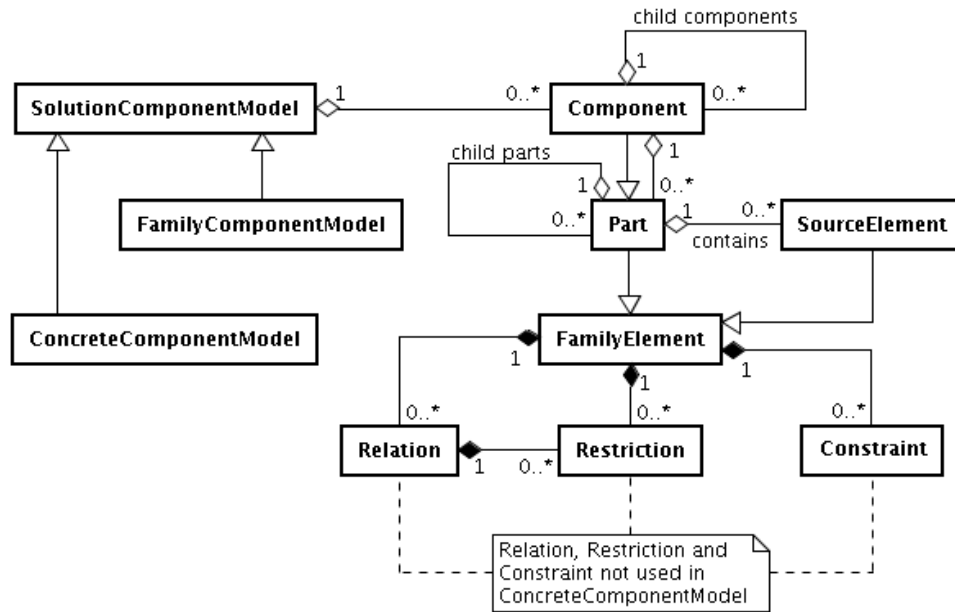 child components
1
SolutionComponentModel
1
0..*
Component
0..*
child parts
1
1
0..*
0..*
FamilyComponentModel
Part
1
0..*
contains
SourceElement
ConcreteComponentModel
FamilyElement
1
1
1
0..*
0..*
0..*
Relation
1
0..*
Restriction
Constraint
Relation, Restriction and
Constraint not used in
ConcreteComponentModel